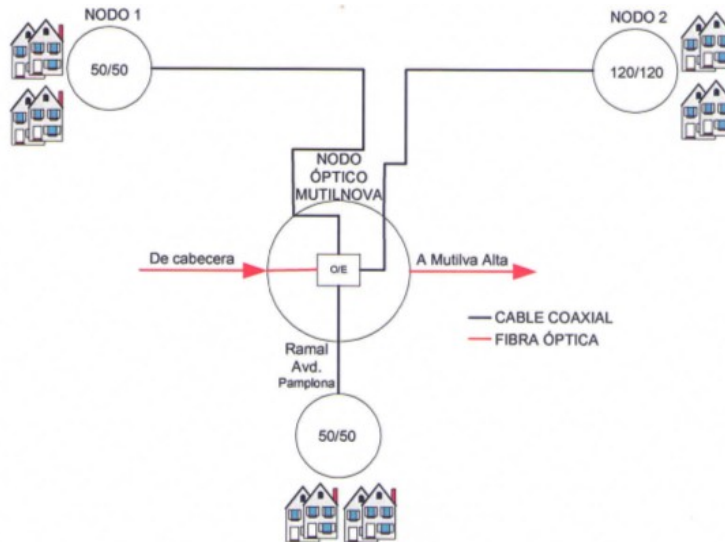 NODO 1
NODO 2
50/50
120/120
NODO
ÓPTICO
MUTILNOVA
De cabecera
O/E
A Mutilva Alta
CABLE COAXIAL
FIBRA ÓPTICA
Ramal
Avd.
Pamplona
50/50